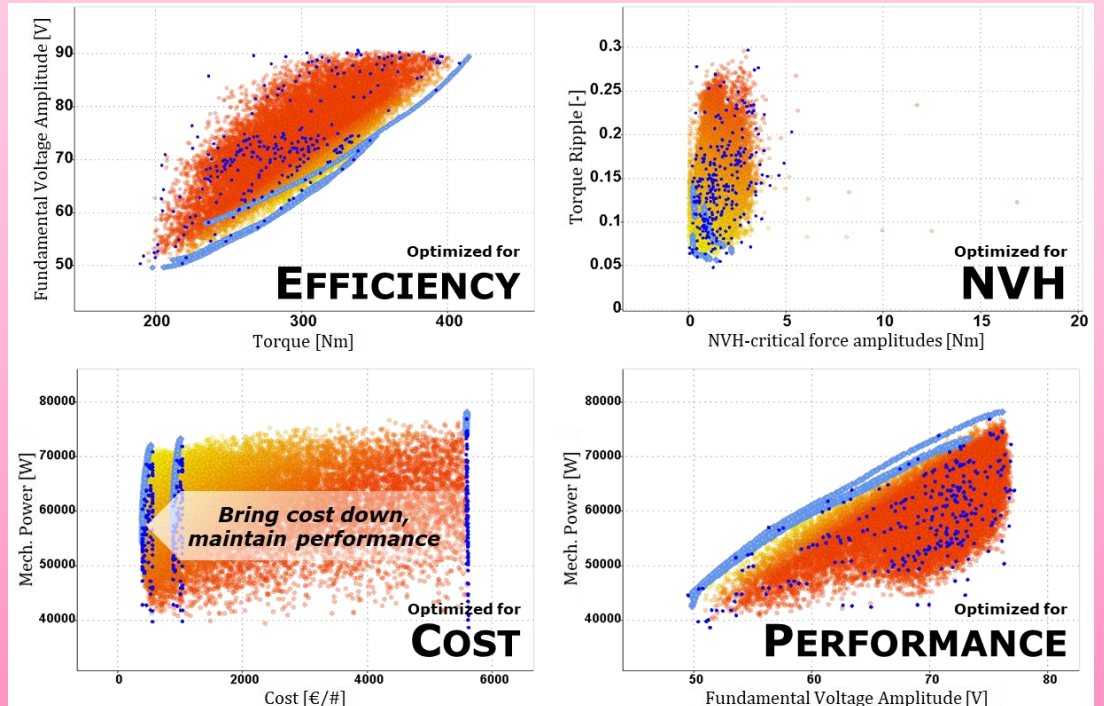 Fundamental Voltage Amplitude [V]
90
80
70
60
50
200
300
400
Torque [Nm]
Optimized for
EFFICIENCY
Torque Ripple [-]
0.3
0.25
0.2
0.15
0.1
0.05
0
0
5
10
15
20
NVH-critical force amplitudes [Nm]
Optimized for
NVH
Mech. Power [W]
80000
70000
60000
50000
40000
0
2000
4000
6000
Cost [€/#]
Bring cost down,
maintain performance
Optimized for
COST
Mech. Power [W]
80000
70000
60000
50000
40000
50
60
70
80
Fundamental Voltage Amplitude [V]
Optimized for
PERFORMANCE